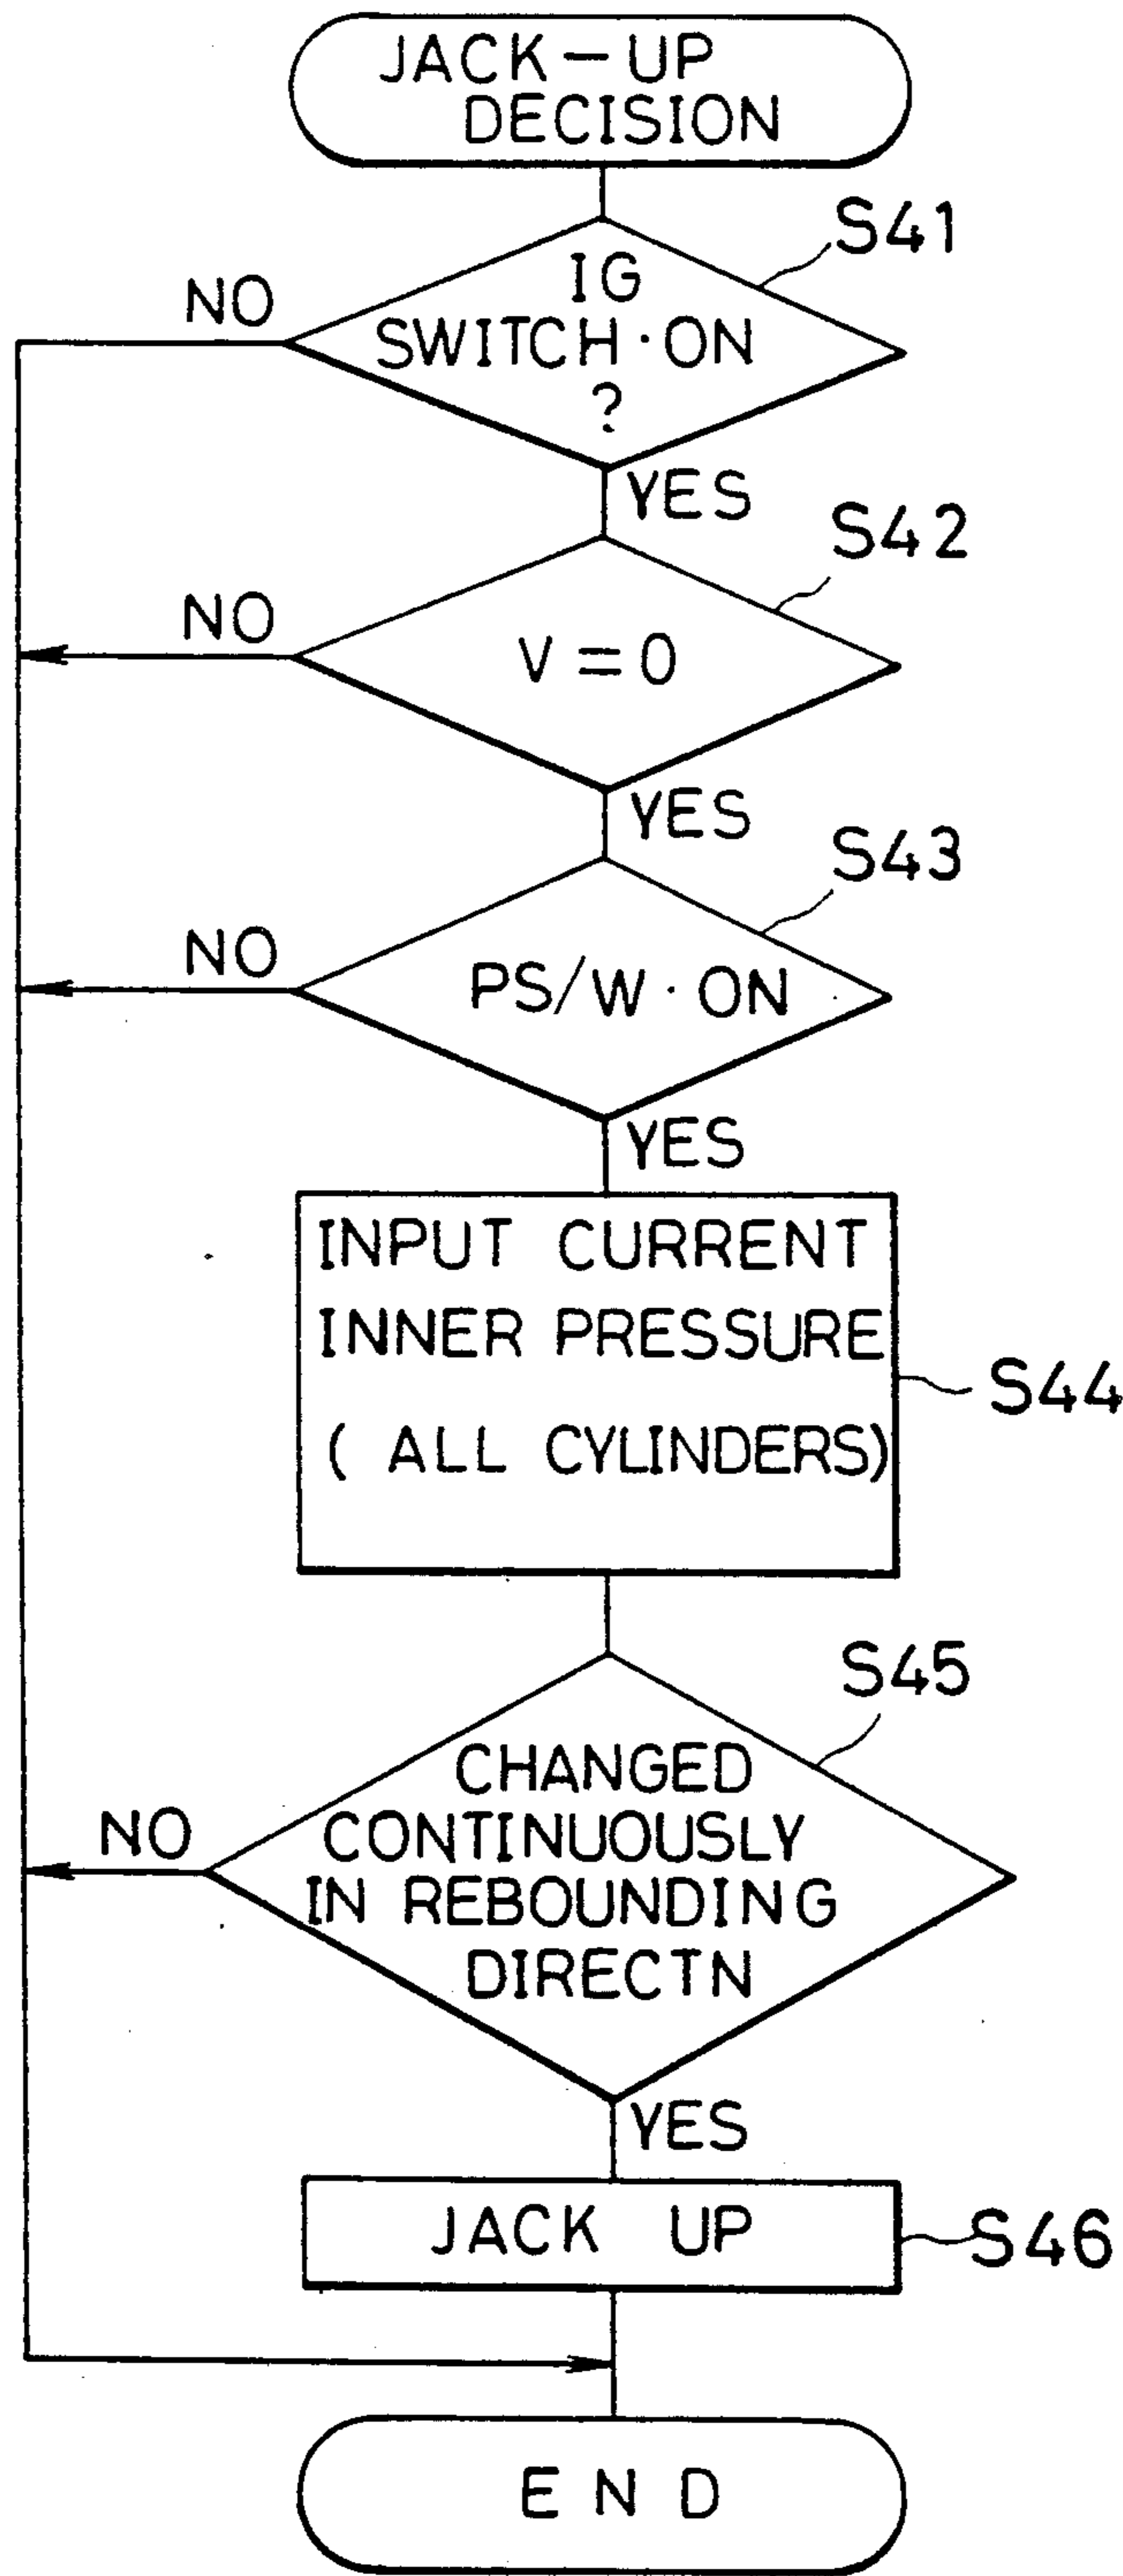 JACK-UP
DECISION
S41
NO
IG
SWITCH·ON
?
YES
S42
NO
V=0
YES
S43
NO
PS/W·ON
YES
INPUT CURRENT
INNER PRESSURE
(ALL CYLINDERS)
S44
S45
NO
CHANGED
CONTINUOUSLY
IN REBOUNDING
DIRECTN
YES
JACK UP
S46
END